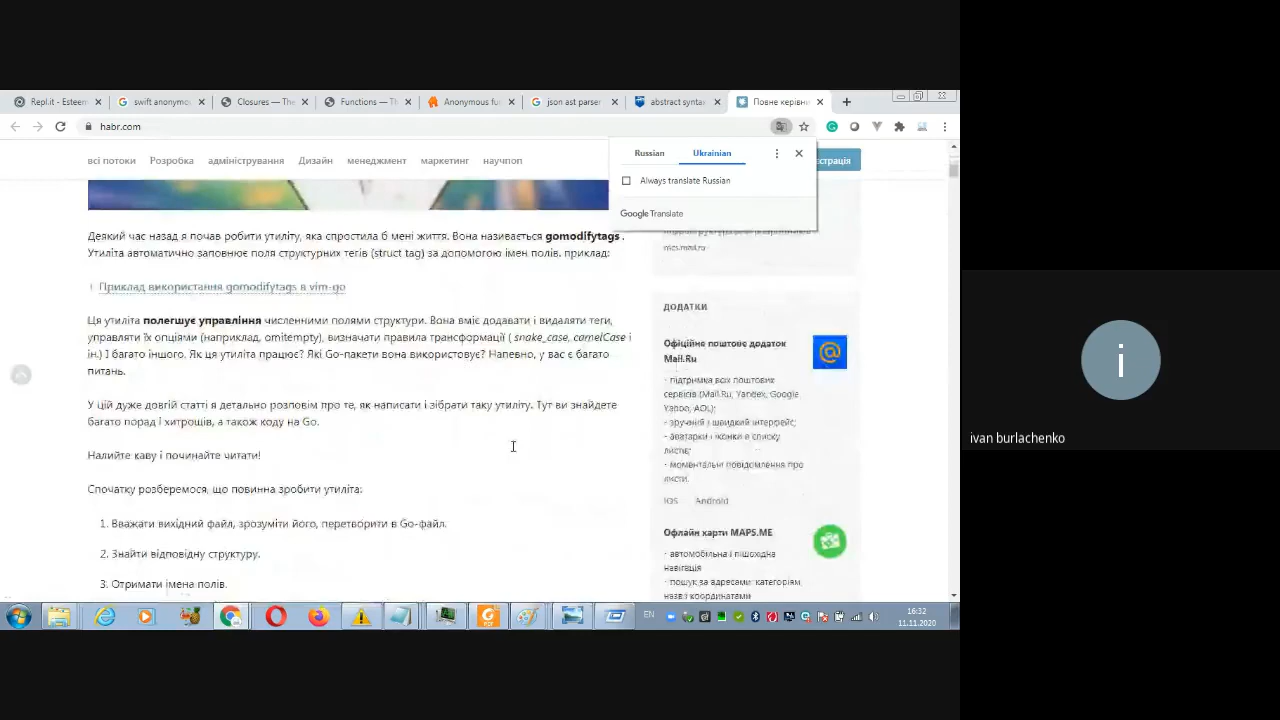 Repl.it - Esteem
swift anonymo
Closures — The
Functions — Th
Anonymous fu
json ast parser
abstract synta
Повне керівни
habr.com
всі потоки
Розробка
адміністрування
Дизайн
менеджмент
маркетинг
научпоп
Russian
Ukrainian
єстрація
Always translate Russian
Google Translate
Деякий час назад я почав робити утиліту, яка спростила б мені життя. Вона називається gomodifytags .
Утиліта автоматично заповнює поля структурних тегів (struct tag) за допомогою імен полів. приклад:
Приклад використання gomodifytags в vim-go
Ця утиліта полегшує управління численними полями структури. Вона вміє додавати і видаляти теги,
управляти їх опціями (наприклад, omitempty), визначати правила трансформації ( snake_case, camelCase і
ін.) І багато іншого. Як ця утиліта працює? Які Go-пакети вона використовує? Напевно, у вас є багато
питань.
У цій дуже довгій статті я детально розповім про те, як написати і зібрати таку утиліту. Тут ви знайдете
багато порад і хитрощів, а також коду на Go.
Налийте каву і починайте читати!
Спочатку розберемося, що повинна зробити утиліта:
1. Вважати вихідний файл, зрозуміти його, перетворити в Go-файл.
2. Знайти відповідну структуру.
3. Отримати імена полів.
mcs.mail.ru
ДОДАТКИ
Офіційне поштове додаток
Mail.Ru
- підтримка всіх поштових
сервісів (Mail.Ru, Yandex, Google
Yahoo, AOL);
- зручний і швидкий інтерфейс;
- аватарки і іконки в списку
листів;
- моментальні повідомлення про
листи.
iOS Android
Офлайн карти MAPS.ME
- автомобільна і пішохідна
навігація
- пошук за адресами, категоріям,
назві, координатами
EN
16:32
11.11.2020
i
ivan burlachenko